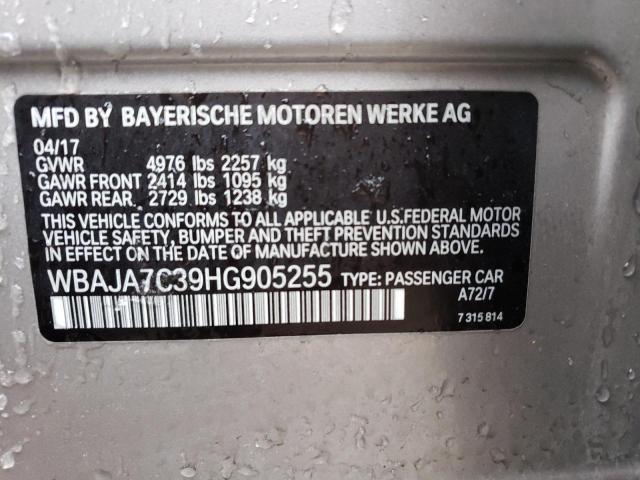 MFD BY BAYERISCHE MOTOREN WERKE AG
04/17
GVWR 4976 lbs 2257 kg
GAWR FRONT 2414 lbs 1095 kg
GAWR REAR. 2729 lbs 1238 kg
THIS VEHICLE CONFORMS TO ALL APPLICABLE U.S.FEDERAL MOTOR
VEHICLE SAFETY, BUMPER AND THEFT PREVENTION STANDARDS
IN EFFECT ON THE DATE OF MANUFACTURE SHOWN ABOVE.
WBAJA7C39HG905255 TYPE: PASSENGER CAR
A72/7
7 315 814